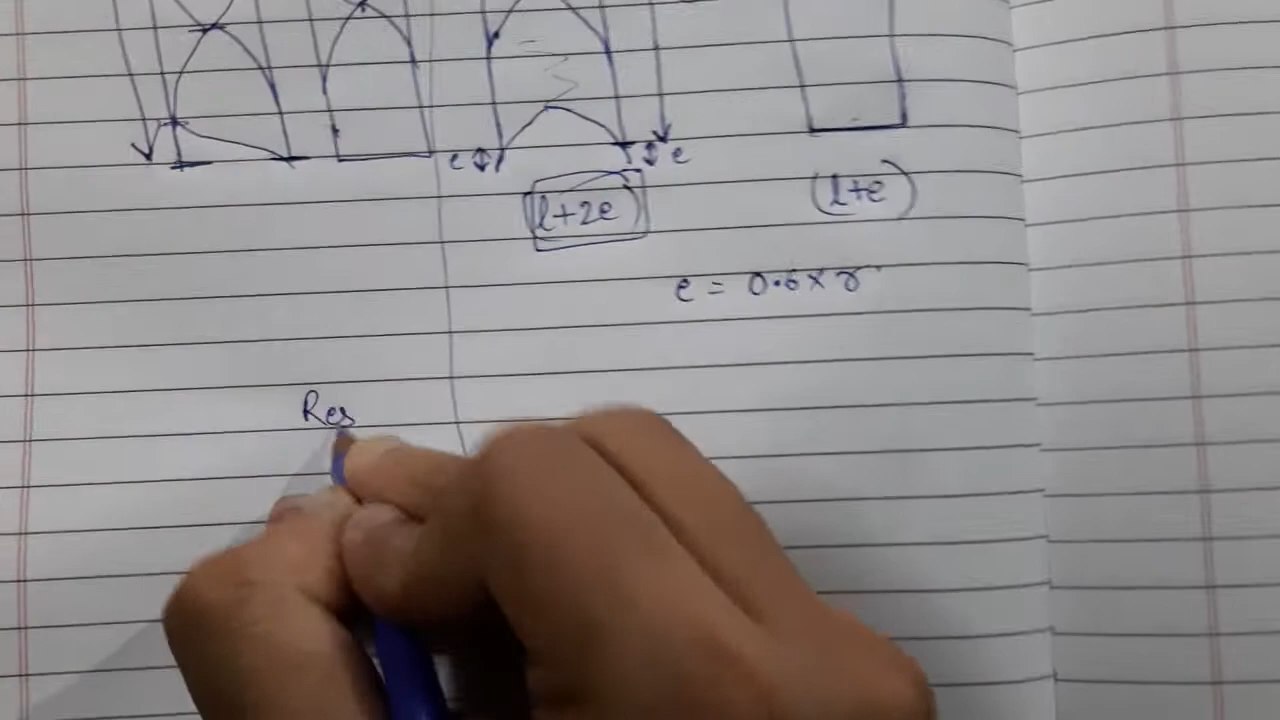 e e
l+2e (l+e)
e = 0.6 × r
Res